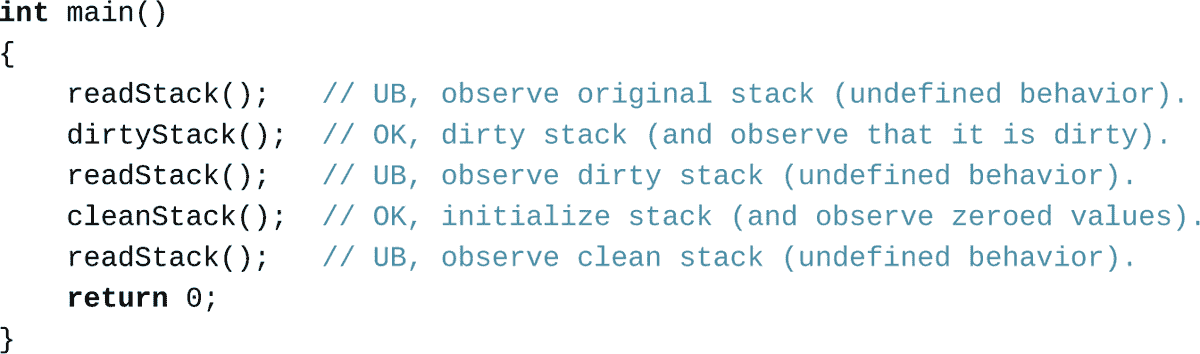 int main()
{
    readStack();   // UB, observe original stack (undefined behavior).
    dirtyStack();  // OK, dirty stack (and observe that it is dirty).
    readStack();   // UB, observe dirty stack (undefined behavior).
    cleanStack();  // OK, initialize stack (and observe zeroed values).
    readStack();   // UB, observe clean stack (undefined behavior).
    return 0;
}